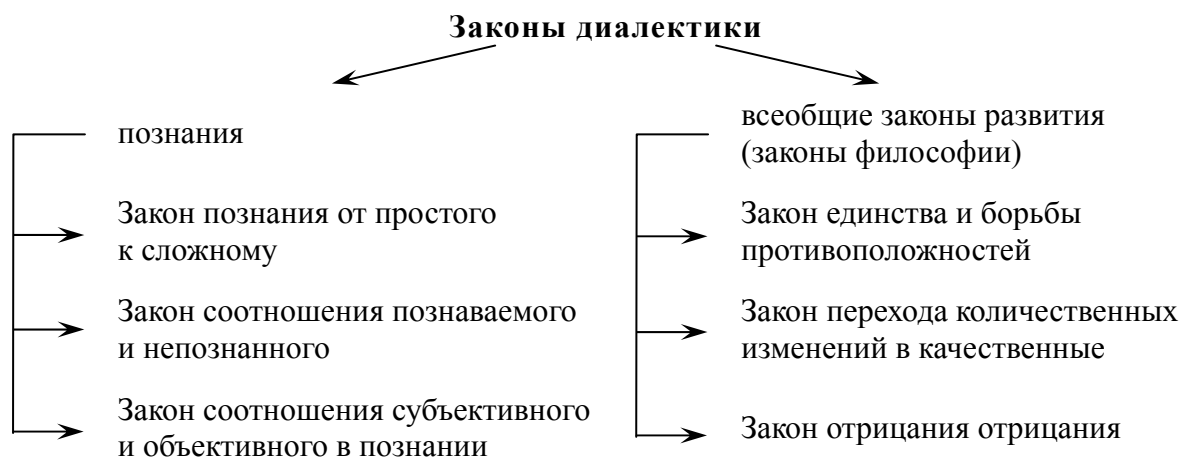 Законы диалектики
познания
Закон познания от простого
к сложному
Закон соотношения познаваемого
и непознанного
Закон соотношения субъективного
и объективного в познании
всеобщие законы развития
(законы философии)
Закон единства и борьбы
противоположностей
Закон перехода количественных
изменений в качественные
Закон отрицания отрицания